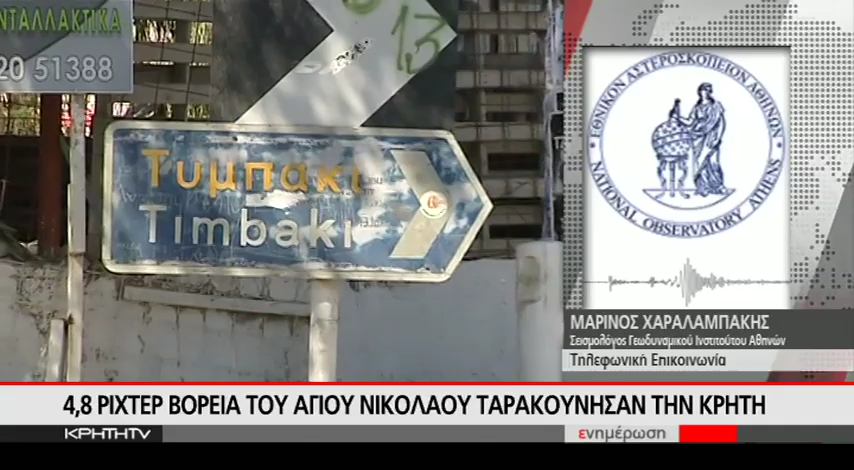 ΝΤΑΛΛΑΚΤΙΚΑ
20 51388
13
Τυμπακι
Timbaki
ΕΘΝΙΚΟΝ ΑΣΤΕΡΟΣΚΟΠΕΙΟΝ ΑΘΗΝΩΝ
NATIONAL OBSERVATORY ATHENS
ΜΑΡΙΝΟΣ ΧΑΡΑΛΑΜΠΑΚΗΣ
Σεισμολόγος Γεωδυναμικού Ινστιτούτου Αθηνών
Τηλεφωνική Επικοινωνία
4,8 ΡΙΧΤΕΡ ΒΟΡΕΙΑ ΤΟΥ ΑΓΙΟΥ ΝΙΚΟΛΑΟΥ ΤΑΡΑΚΟΥΝΗΣΑΝ ΤΗΝ ΚΡΗΤΗ
ΚΡΗΤΗTV
ενημέρωση